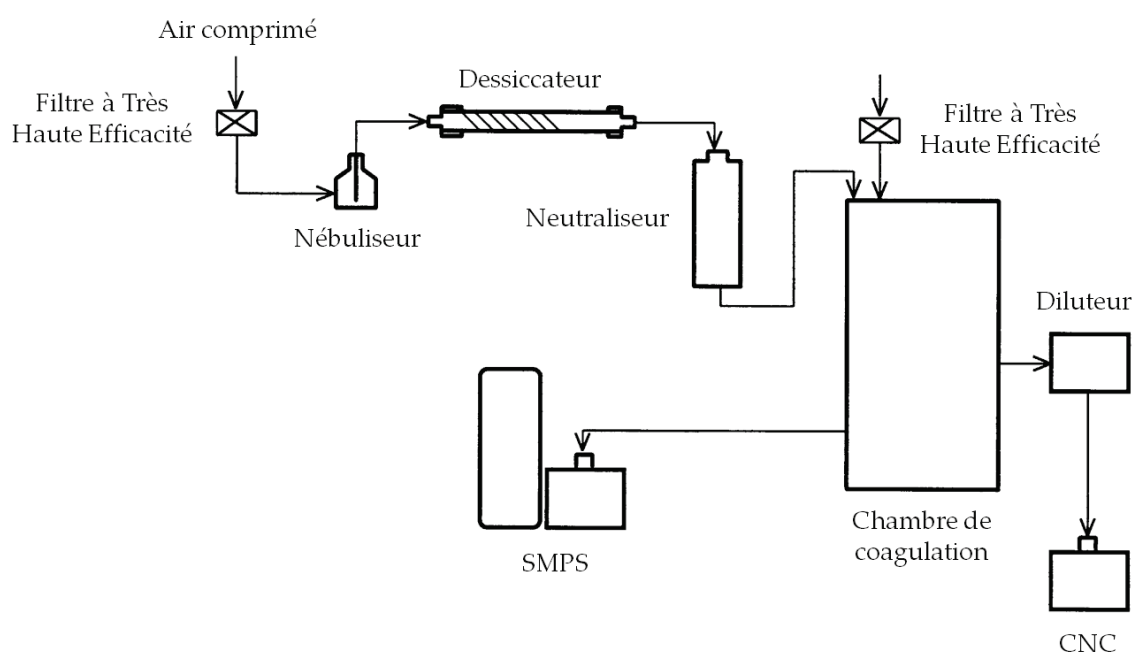 Air comprimé
Filtre à Très
Haute Efficacité
Dessiccateur
Filtre à Très
Haute Efficacité
Nébuliseur
Neutraliseur
Diluteur
Chambre de
coagulation
SMPS
CNC